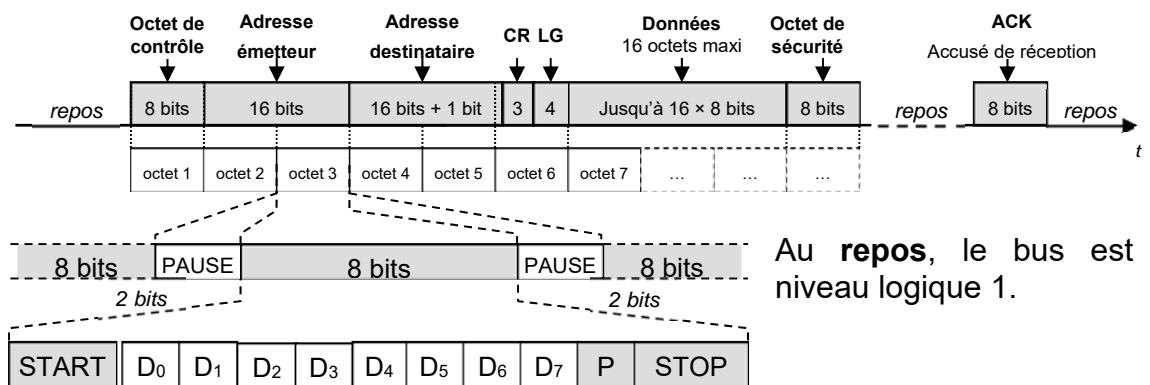 Octet de contrôle
Adresse émetteur
Adresse destinataire
CR LG
Données
16 octets maxi
Octet de sécurité
ACK
Accusé de réception
repos 8 bits 16 bits 16 bits + 1 bit 3 4 Jusqu'à 16 × 8 bits 8 bits repos 8 bits repos
t
octet 1 octet 2 octet 3 octet 4 octet 5 octet 6 octet 7 ... ... ...
8 bits PAUSE 8 bits PAUSE 8 bits
2 bits 2 bits
Au repos, le bus est
niveau logique 1.
START D0 D1 D2 D3 D4 D5 D6 D7 P STOP